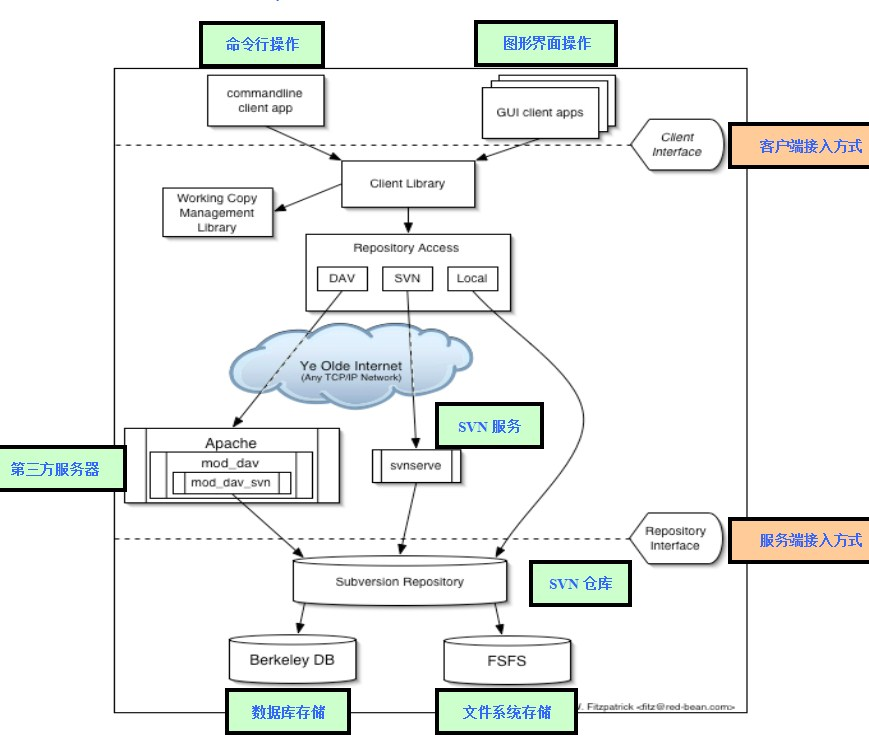 命令行操作
图形界面操作
commandline
client app
GUI client apps
Client
Interface
客户端接入方式
Client Library
Working Copy
Management
Library
Repository Access
DAV
SVN
Local
Ye Olde Internet
(Any TCP/IP Network)
SVN 服务
第三方服务器
Apache
mod_dav
mod_dav_svn
svnserve
Repository
Interface
服务端接入方式
Subversion Repository
SVN 仓库
Berkeley DB
FSFS
数据库存储
文件系统存储
Fitzpatrick <fitz@red-bean.com>